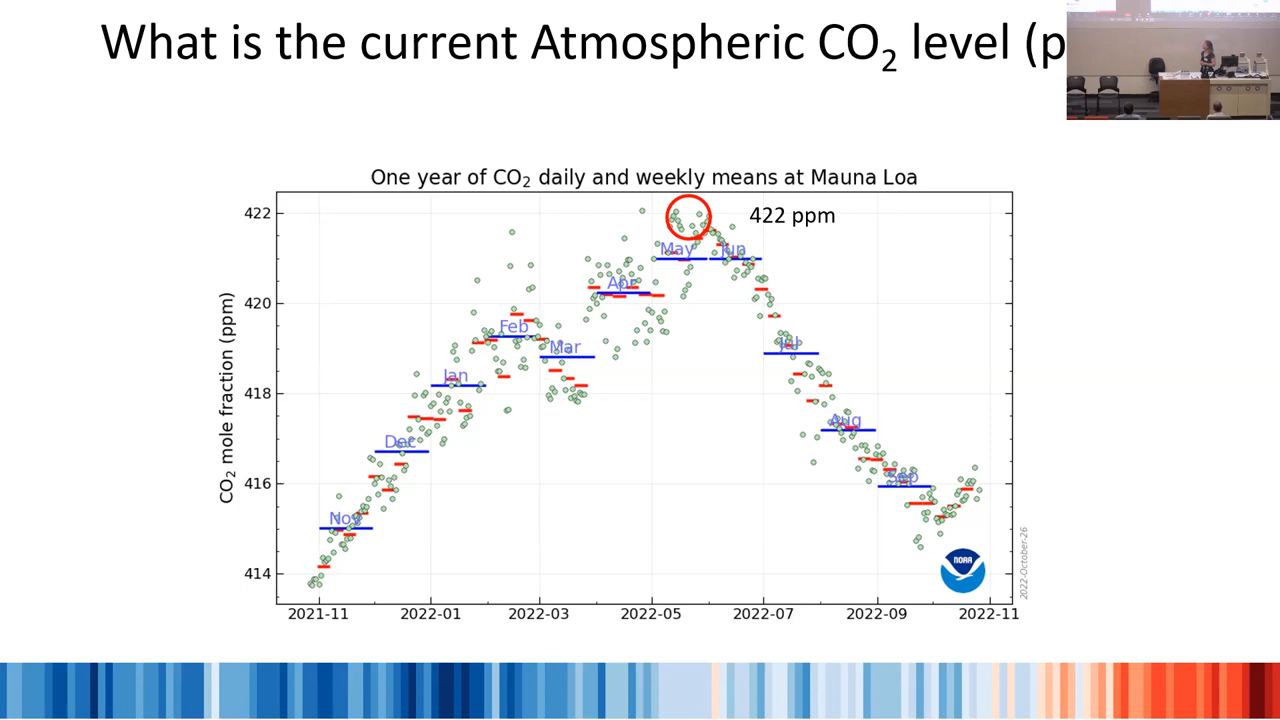 What is the current Atmospheric CO₂ level (p
One year of CO₂ daily and weekly means at Mauna Loa
422 ppm
CO₂ mole fraction (ppm)
422
420
418
416
414
Nov
Dec
Jan
Feb
Mar
Apr
May
Jun
Jul
Aug
Sep
NOAA
2022-October-26
2021-11
2022-01
2022-03
2022-05
2022-07
2022-09
2022-11